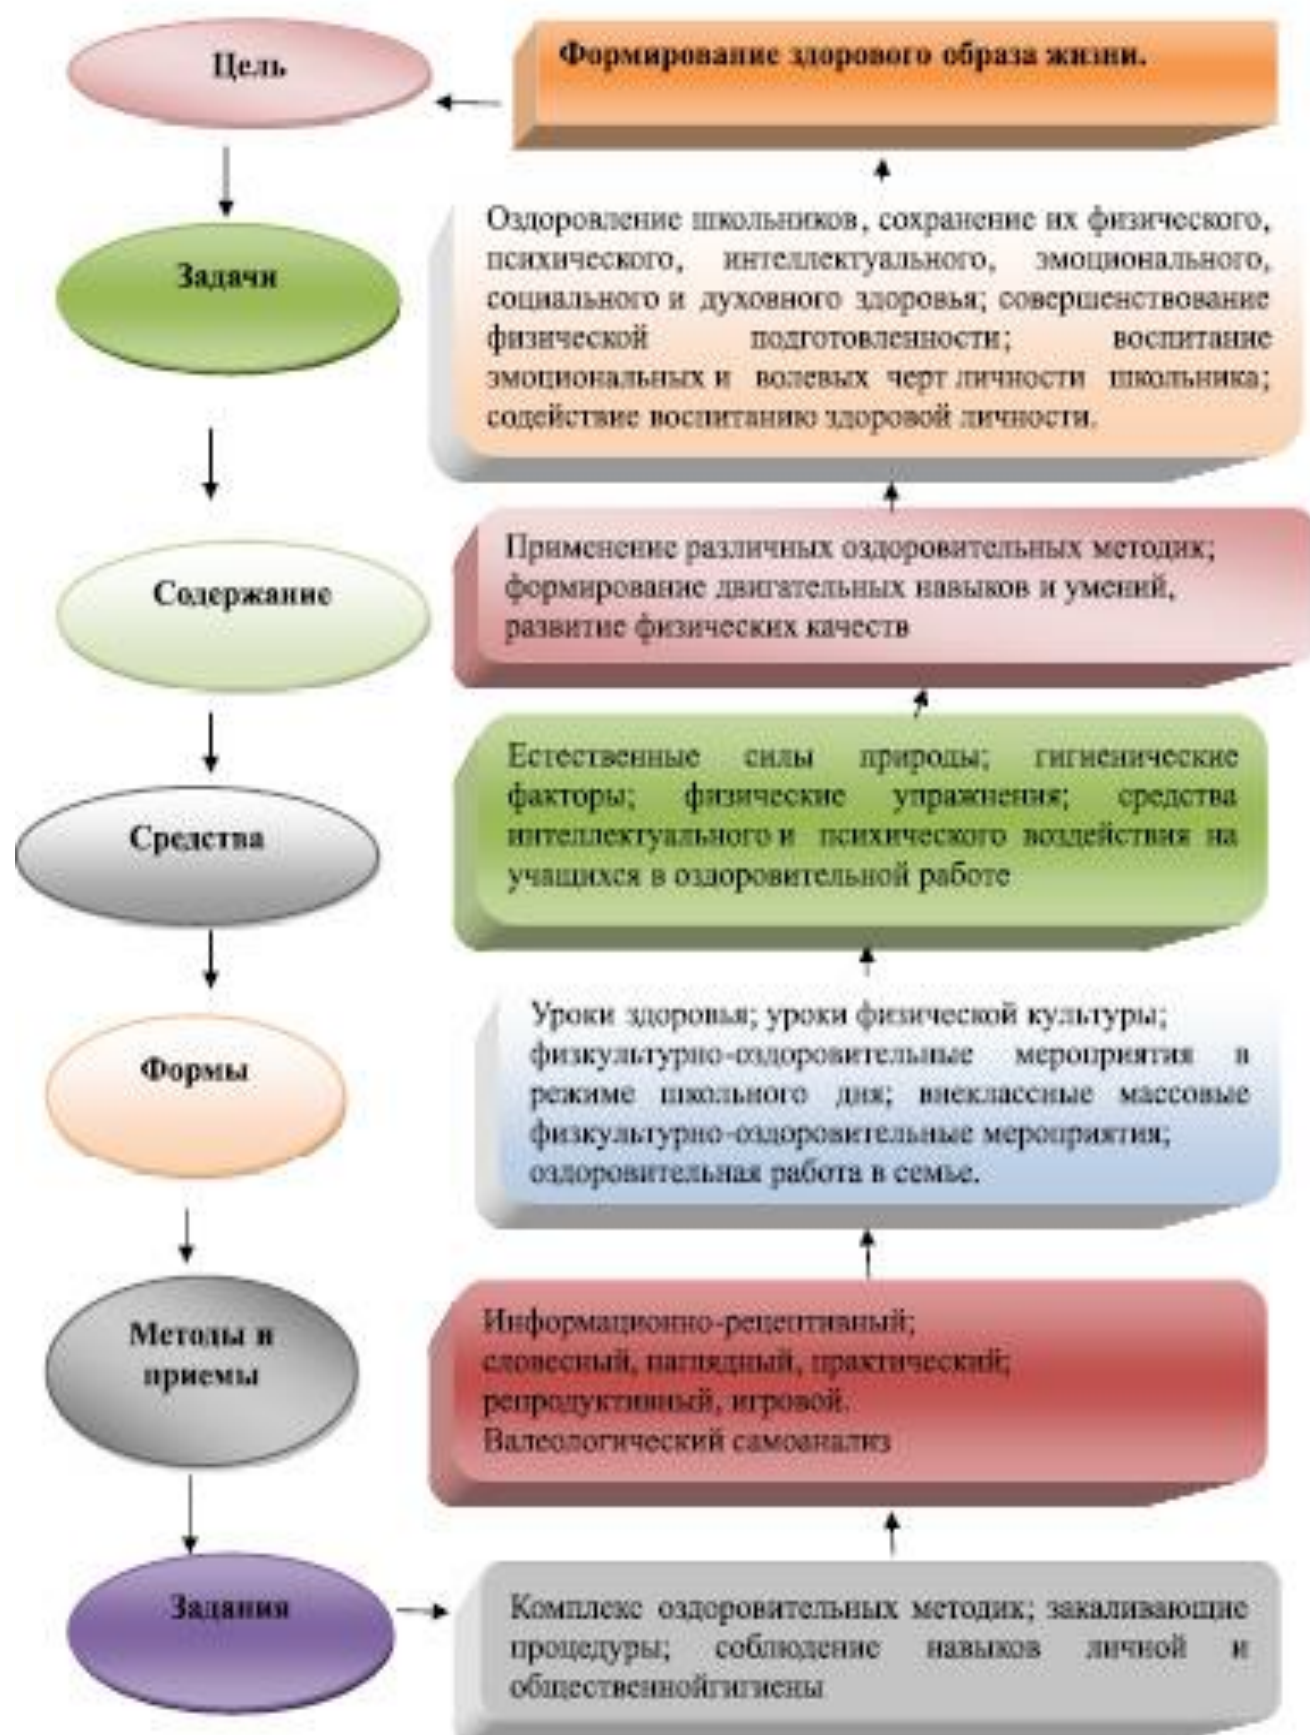 Цель
Формирование здорового образа жизни.
Задачи
Оздоровление школьников, сохранение их физического,
психического, интеллектуального, эмоционального,
социального и духовного здоровья; совершенствование
физической подготовленности; воспитание
эмоциональных и волевых черт личности школьника;
содействие воспитанию здоровой личности.
Содержание
Применение различных оздоровительных методик;
формирование двигательных навыков и умений,
развитие физических качеств
Средства
Естественные силы природы; гигиенические
факторы; физические упражнения; средства
интеллектуального и психического воздействия на
учащихся в оздоровительной работе
Формы
Уроки здоровья; уроки физической культуры;
физкультурно-оздоровительные мероприятия в
режиме школьного дня; внеклассные массовые
физкультурно-оздоровительные мероприятия;
оздоровительная работа в семье.
Методы и
приемы
Информационно-рецептивный;
словесный, наглядный, практический;
репродуктивный, игровой.
Валеологический самоанализ
Задания
Комплекс оздоровительных методик; закаливающие
процедуры; соблюдение навыков личной и
общественнойгигиены